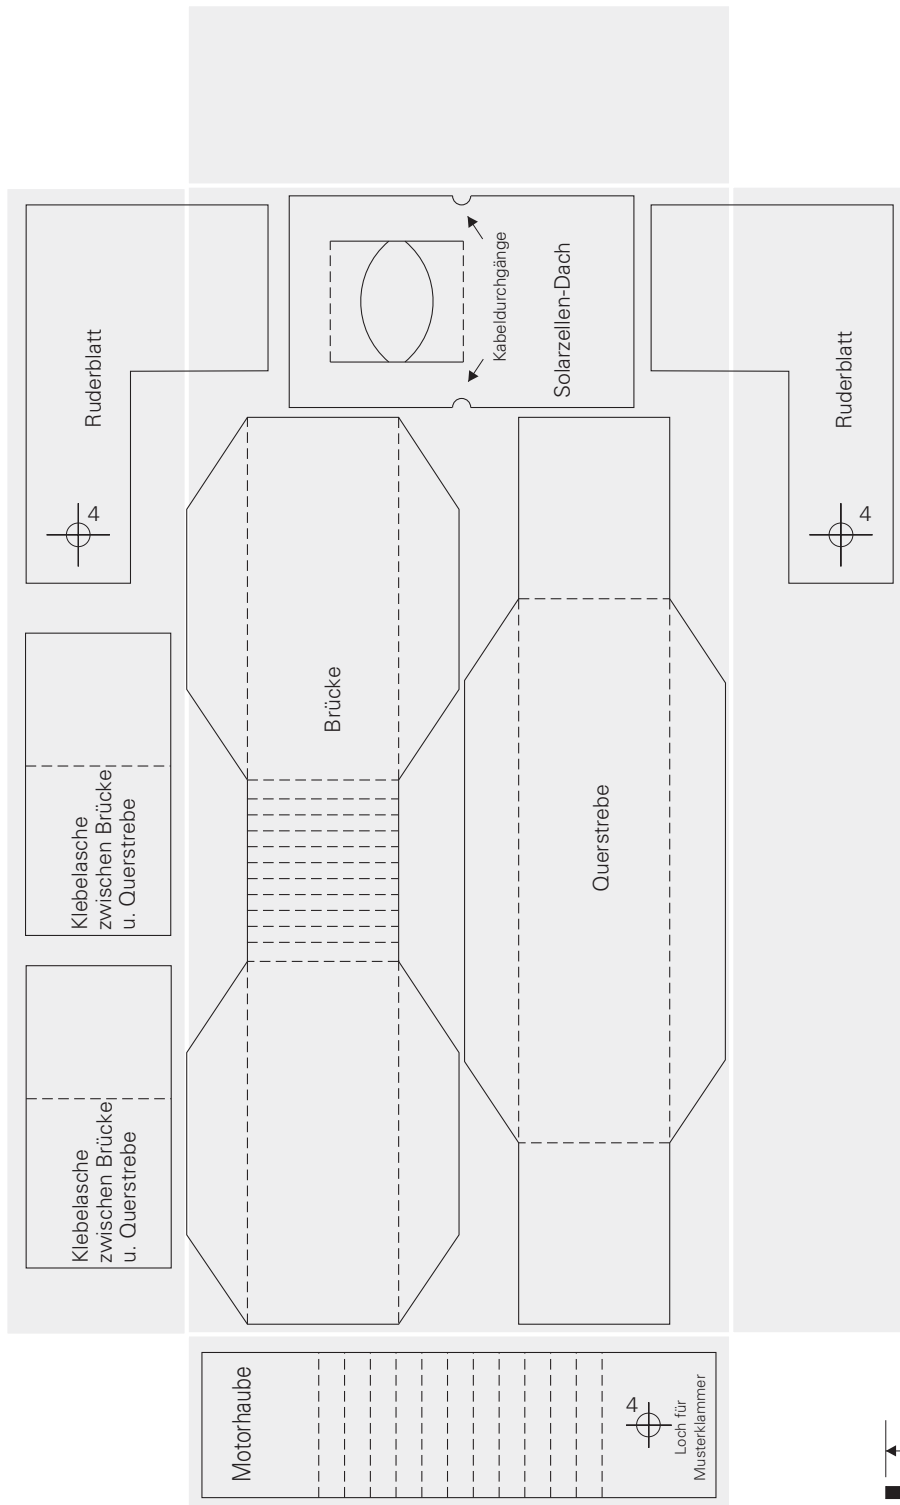 Ruderblatt
4
Kabeldurchgänge
Solarzellen-Dach
Ruderblatt
4
Brücke
Querstrebe
Klebelasche
zwischen Brücke
u. Querstrebe
Klebelasche
zwischen Brücke
u. Querstrebe
Motorhaube
4
Loch für
Musterklammer